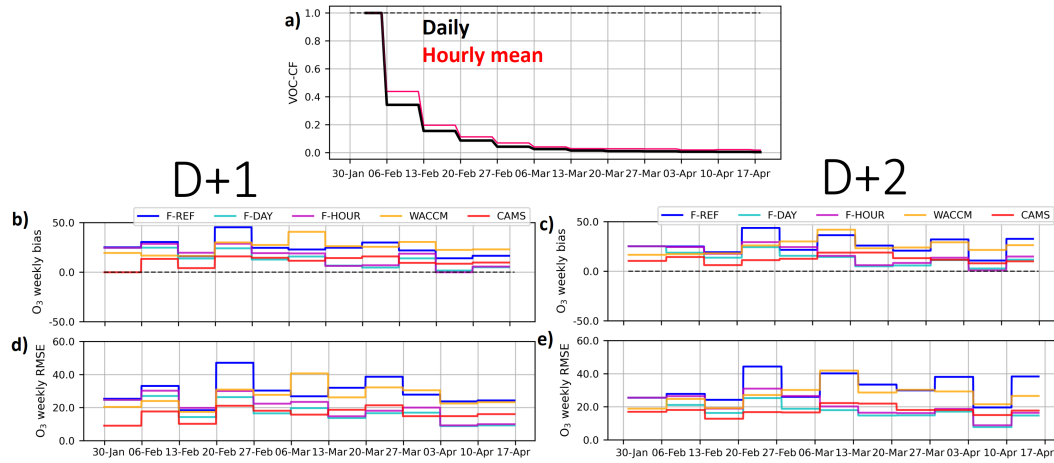 a)
1.0
0.8
0.6
0.4
0.2
0.0
VOC-CF
Daily
Hourly mean
30-Jan 06-Feb 13-Feb 20-Feb 27-Feb 06-Mar 13-Mar 20-Mar 27-Mar 03-Apr 10-Apr 17-Apr
D+1
D+2
b)
F-REF F-DAY F-HOUR WACCM CAMS
50.0
0.0
-50.0
O₃ weekly bias
c)
F-REF F-DAY F-HOUR WACCM CAMS
50.0
0.0
-50.0
O₃ weekly bias
d)
60.0
40.0
20.0
0.0
O₃ weekly RMSE
30-Jan 06-Feb 13-Feb 20-Feb 27-Feb 06-Mar 13-Mar 20-Mar 27-Mar 03-Apr 10-Apr 17-Apr
e)
60.0
40.0
20.0
0.0
O₃ weekly RMSE
30-Jan 06-Feb 13-Feb 20-Feb 27-Feb 06-Mar 13-Mar 20-Mar 27-Mar 03-Apr 10-Apr 17-Apr